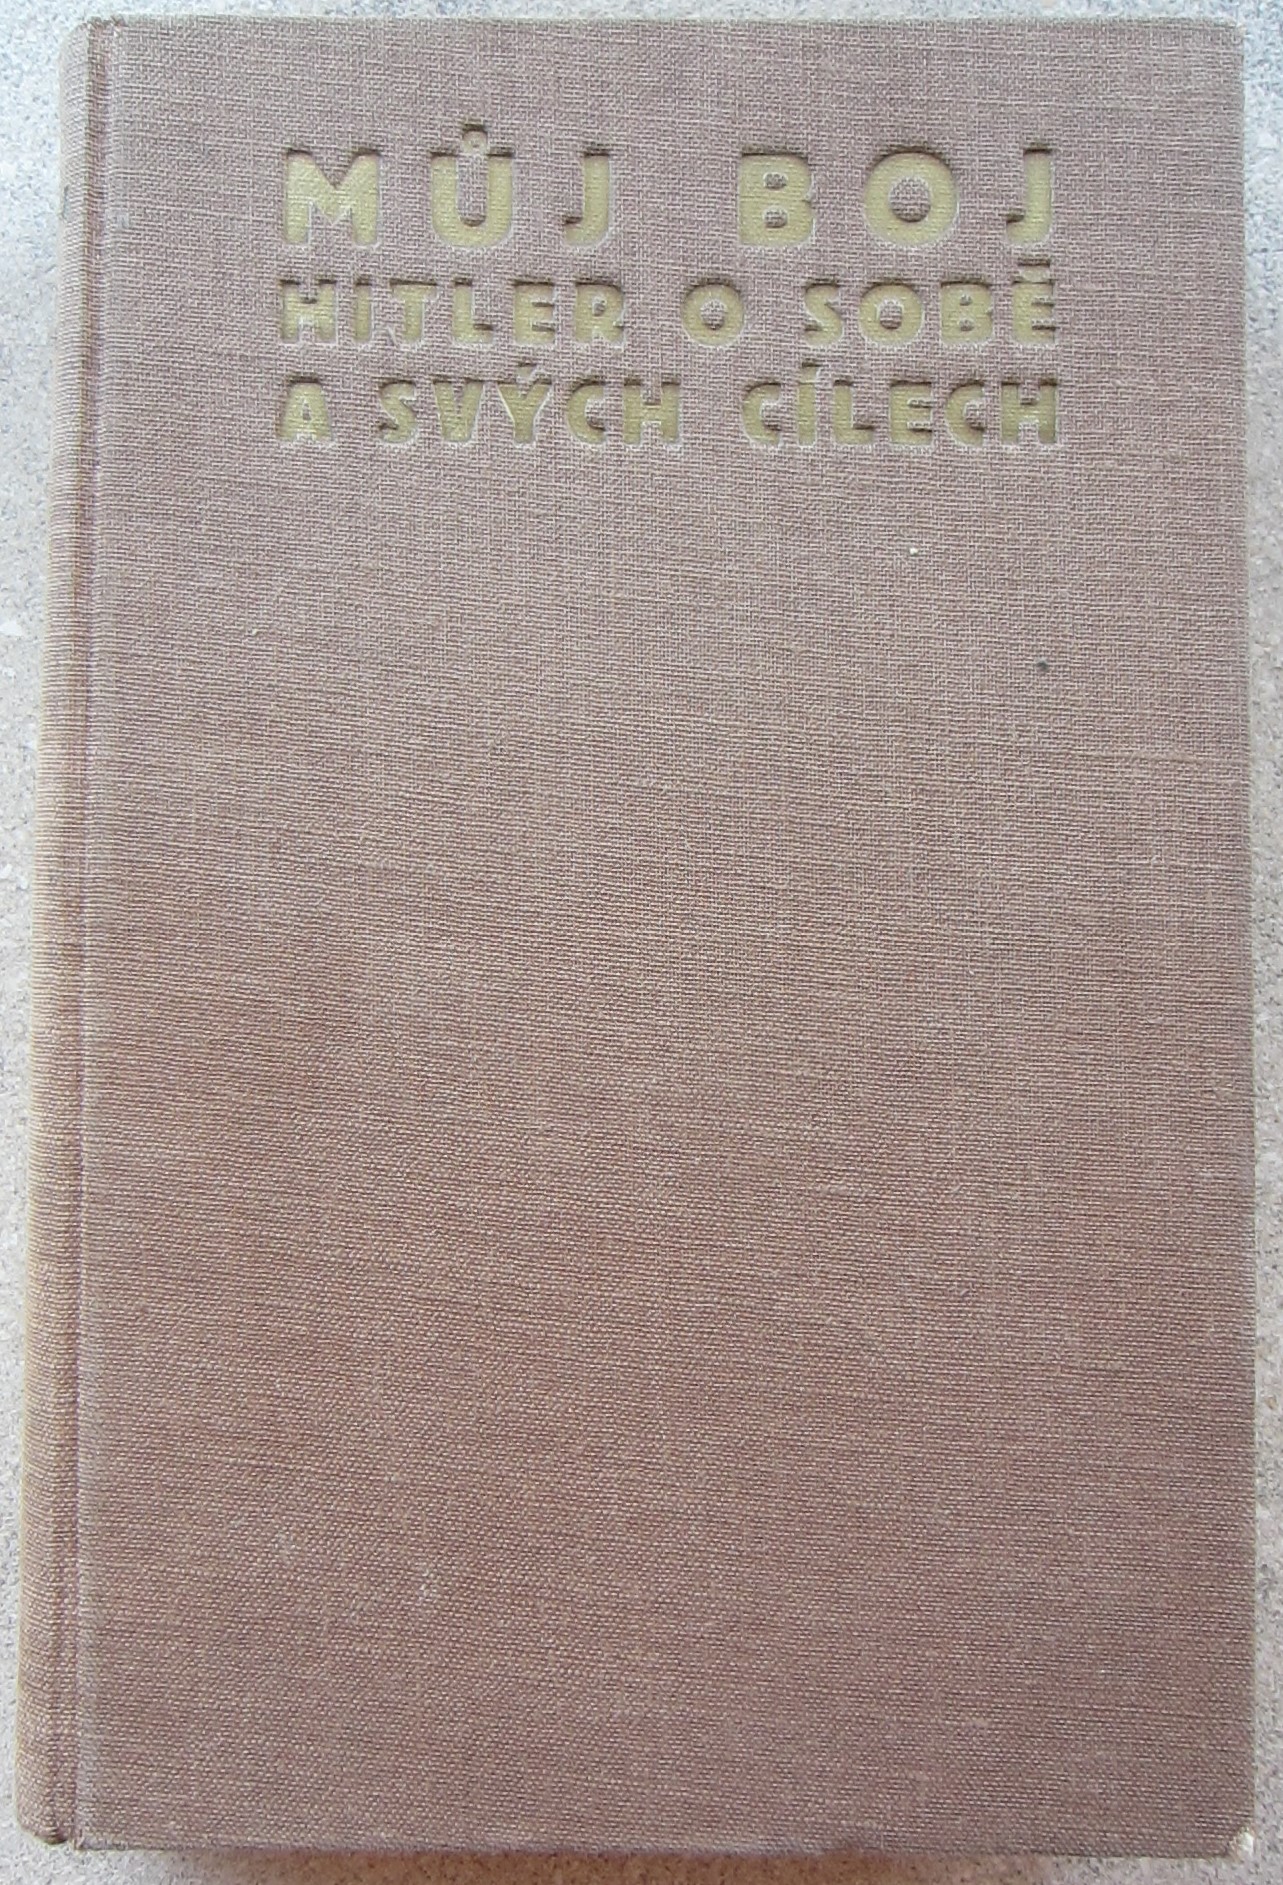 MŮJ BOJ
HITLER O SOBĚ
A SVÝCH CÍLECH